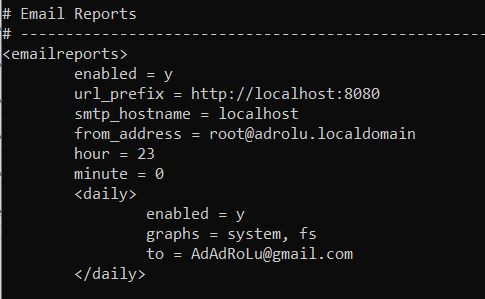 # Email Reports
# -----------------------------------------------------
<emailreports>
        enabled = y
        url_prefix = http://localhost:8080
        smtp_hostname = localhost
        from_address = root@adrolu.localdomain
        hour = 23
        minute = 0
        <daily>
                enabled = y
                graphs = system, fs
                to = AdAdRoLu@gmail.com
        </daily>